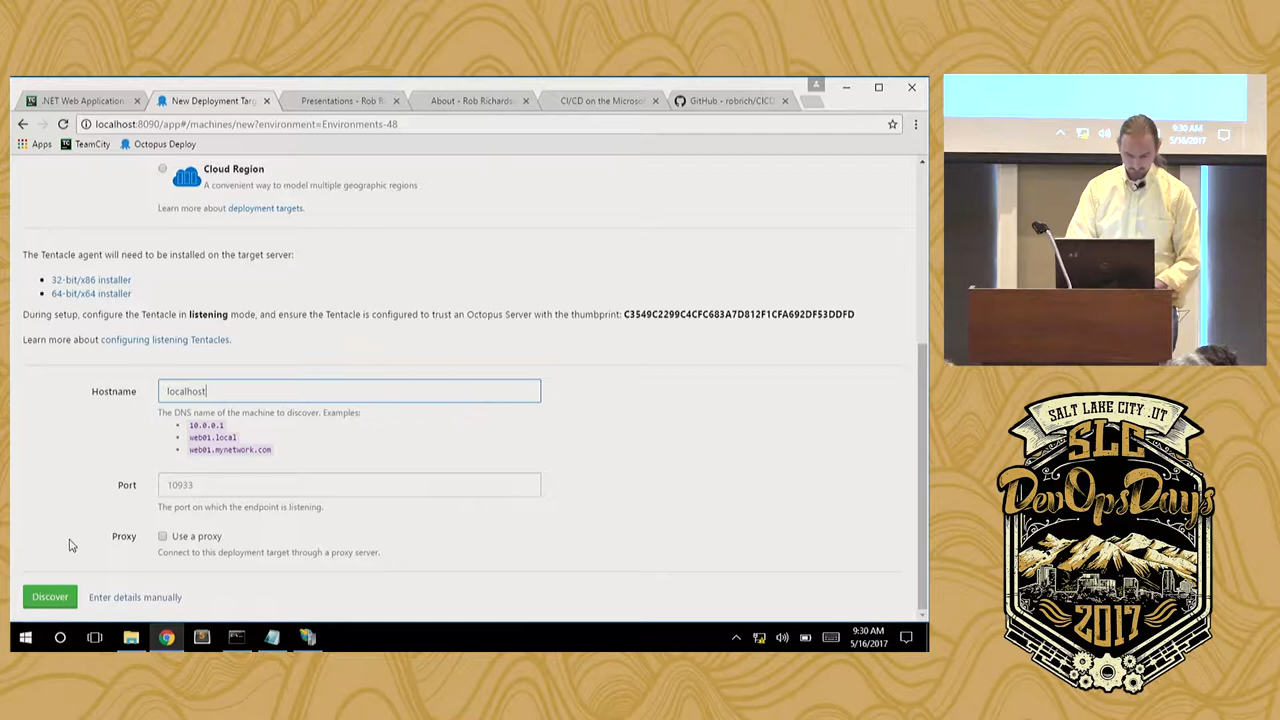 .NET Web Application
New Deployment Targ
Presentations - Rob R
About - Rob Richards
CI/CD on the Microso
GitHub - robrich/CICD
localhost:8090/app#/machines/new?environment=Environments-48
Apps
TeamCity
Octopus Deploy
Cloud Region
A convenient way to model multiple geographic regions
Learn more about deployment targets.
The Tentacle agent will need to be installed on the target server:
32-bit/x86 installer
64-bit/x64 installer
During setup, configure the Tentacle in listening mode, and ensure the Tentacle is configured to trust an Octopus Server with the thumbprint: C3549C2299C4CFC683A7D812F1CFA692DF53DDFD
Learn more about configuring listening Tentacles.
Hostname
localhost
The DNS name of the machine to discover. Examples:
10.0.0.1
web01.local
web01.mynetwork.com
Port
10933
The port on which the endpoint is listening.
Proxy
Use a proxy
Connect to this deployment target through a proxy server.
Discover
Enter details manually
9:30 AM
5/16/2017
9:30 AM
5/16/2017
SALT LAKE CITY .UT
SLC
DevOpsDays
2017